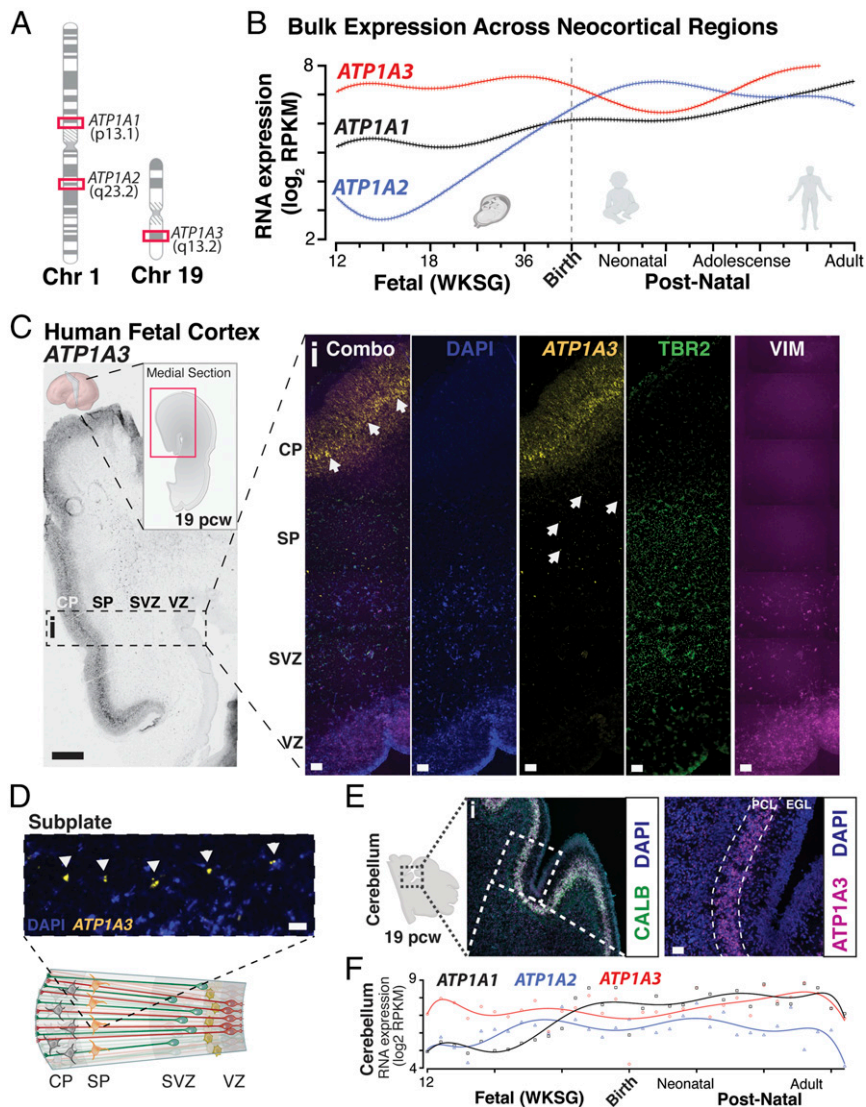 A
ATP1A1
(p13.1)
ATP1A2
(q23.2)
ATP1A3
(q13.2)
Chr 1
Chr 19
B
Bulk Expression Across Neocortical Regions
RNA expression
(log2 RPKM)
8
2
ATP1A3
ATP1A1
ATP1A2
12
18
36
Birth
Neonatal
Adolescense
Adult
Fetal (WKSG)
Post-Natal
C
Human Fetal Cortex
ATP1A3
Medial Section
19 pcw
CP
SP
SVZ
VZ
i
i
Combo
DAPI
ATP1A3
TBR2
VIM
CP
SP
SVZ
VZ
D
Subplate
DAPI
ATP1A3
CP
SP
SVZ
VZ
E
Cerebellum
19 pcw
i
CALB DAPI
PCL
EGL
ATP1A3 DAPI
F
Cerebellum
RNA expression
(log2 RPKM)
9
4
ATP1A1
ATP1A2
ATP1A3
12
Fetal (WKSG)
Birth
Neonatal
Adult
Post-Natal